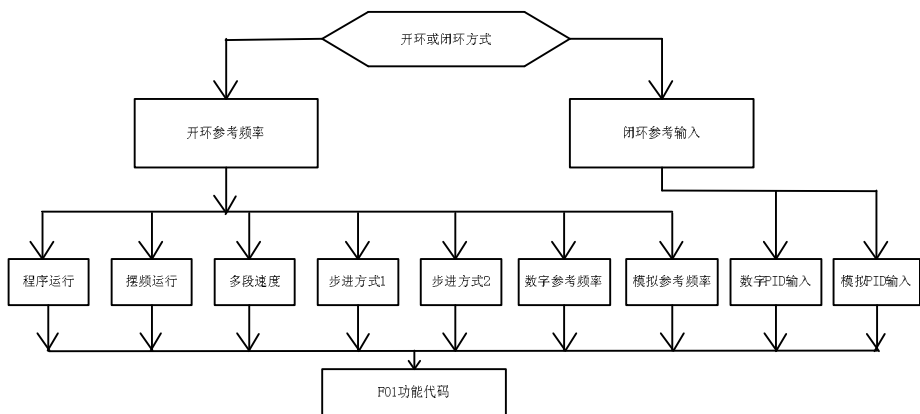 开环或闭环方式
开环参考频率
闭环参考输入
程序运行
摆频运行
多段速度
步进方式1
步进方式2
数字参考频率
模拟参考频率
数字PID输入
模拟PID输入
F01功能代码